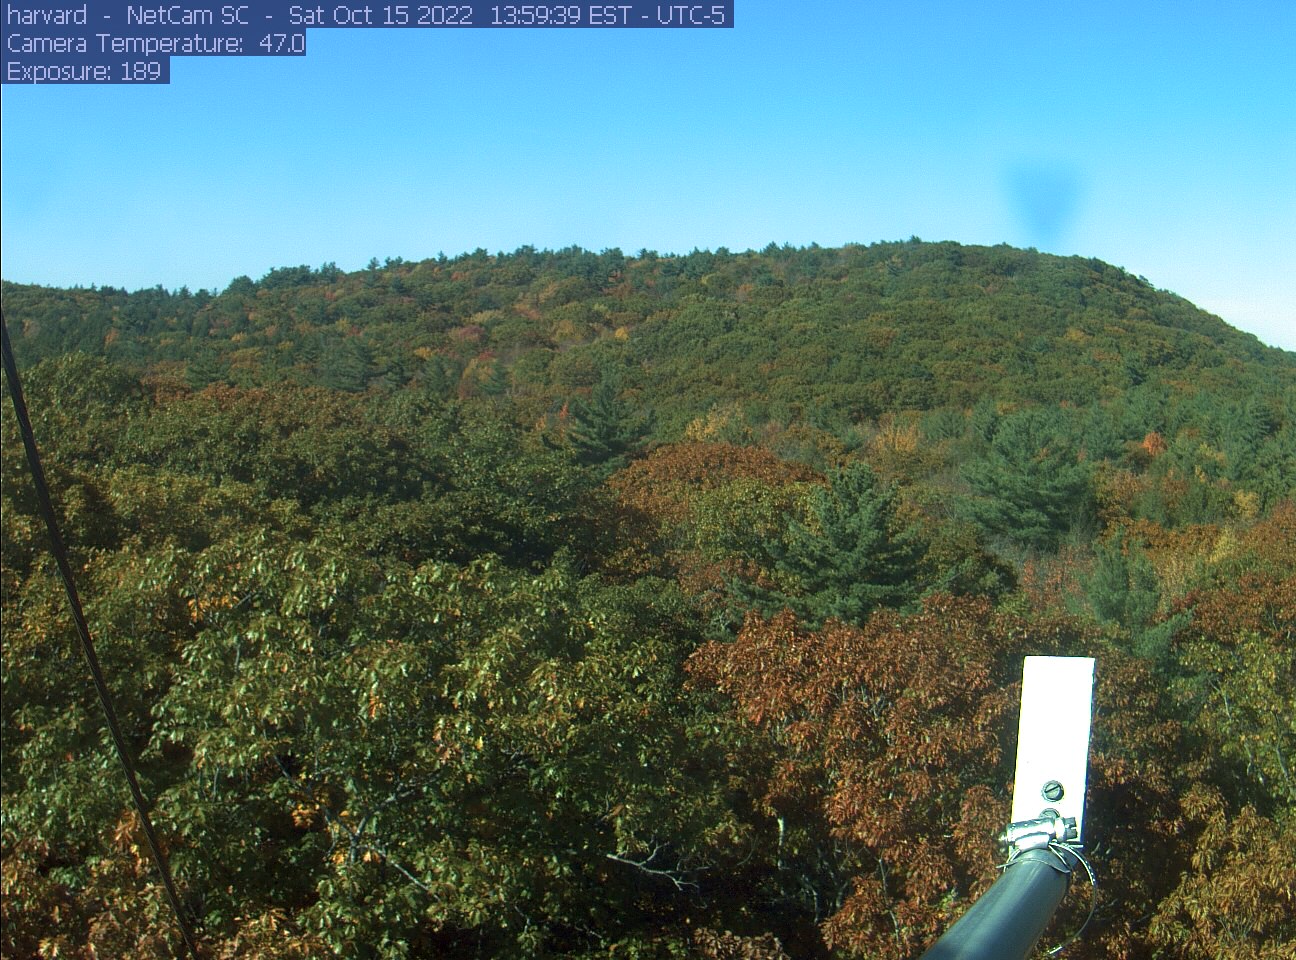 harvard - NetCam SC - Sat Oct 15 2022 13:59:39 EST - UTC-5
Camera Temperature: 47.0
Exposure: 189